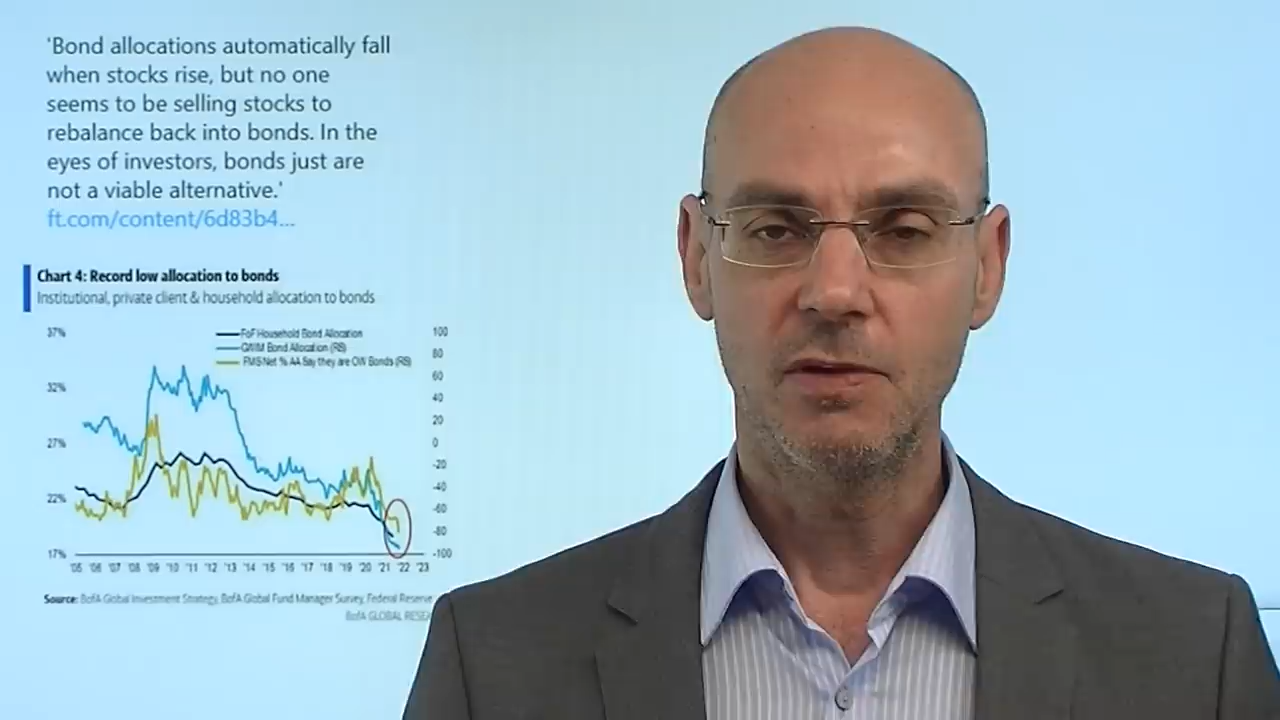 'Bond allocations automatically fall
when stocks rise, but no one
seems to be selling stocks to
rebalance back into bonds. In the
eyes of investors, bonds just are
not a viable alternative.'
ft.com/content/6d83b4...
Chart 4: Record low allocation to bonds
Institutional, private client & household allocation to bonds
37% 100
FoF Household Bond Allocation
80
GWIM Bond Allocation (RS)
FMS Net % AA Say they are OW Bonds (RS)
60
32%
40
20
27% 0
-20
-40
22%
-60
-80
17% -100
'05 '06 '07 '08 '09 '10 '11 '12 '13 '14 '15 '16 '17 '18 '19 '20 '21 '22 '23
Source: BofA Global Investment Strategy, BofA Global Fund Manager Survey, Federal Reserve
BofA GLOBAL RESEA